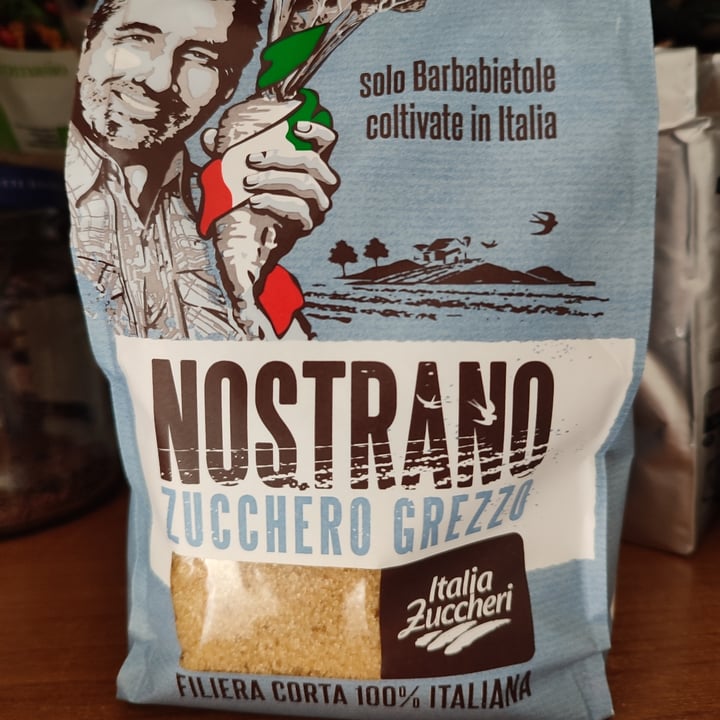 solo Barbabietole
coltivate in Italia
NOSTRANO
ZUCCHERO GREZZO
Italia
Zuccheri
FILIERA CORTA 100% ITALIANA